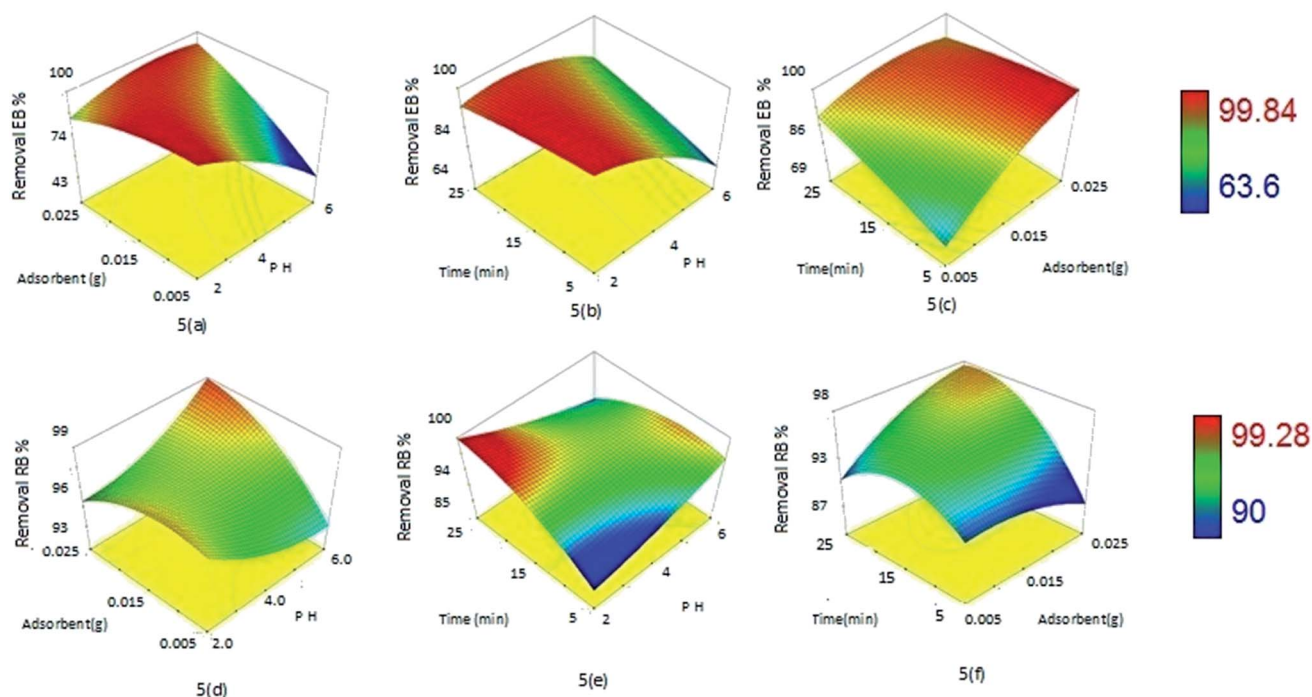 Removal EB %
100
74
43
0.025
0.015
0.005
Adsorbent (g)
2
4
6
P H
5(a)
Removal EB %
100
84
64
25
15
5
Time (min)
2
4
6
P H
5(b)
Removal EB %
100
86
69
25
15
5
Time(min)
0.005
0.015
0.025
Adsorbent(g)
5(c)
99.84
63.6
Removal RB %
99
96
93
0.025
0.015
0.005
Adsorbent(g)
2.0
4.0
6.0
P H
5(d)
Removal RB %
100
94
85
25
15
5
Time (min)
2
4
6
P H
5(e)
Removal RB %
98
93
87
25
15
5
Time(min)
0.005
0.015
0.025
Adsorbent(g)
5(f)
99.28
90